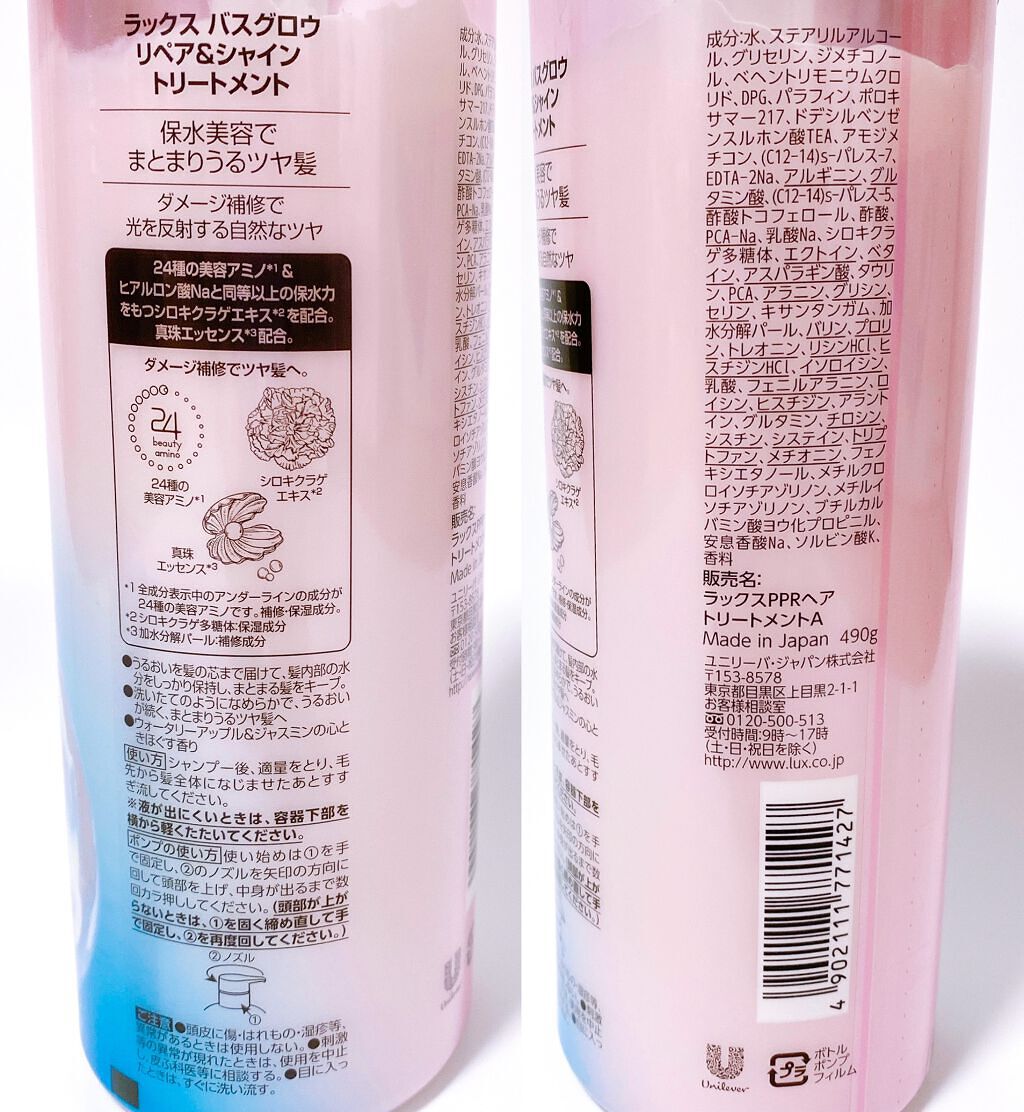 ラックス バスグロウ
リペア&シャイン
トリートメント
保水美容で
まとまりうるツヤ髪
ダメージ補修で
光を反射する自然なツヤ
24種の美容アミノ*1 &
ヒアルロン酸Naと同等以上の保水力
をもつシロキクラゲエキス*2を配合。
真珠エッセンス*3配合。
ダメージ補修でツヤ髪へ。
24
beauty
amino
24種の
美容アミノ*1
シロキクラゲ
エキス*2
真珠
エッセンス*3
*1 全成分表示中のアンダーラインの成分が
24種の美容アミノです。補修・保湿成分。
*2 シロキクラゲ多糖体:保湿成分
*3 加水分解パール:補修成分
●うるおいを髪の芯まで届けて、髪内部の水
分をしっかり保持し、まとまる髪をキープ。
●洗いたてのようになめらかで、うるおい
が続く、まとまりうるツヤ髪へ
●ウォータリーアップル&ジャスミンの心と
きほぐす香り
使い方 シャンプー後、適量をとり、毛
先から髪全体になじませたあとすす
ぎ流してください。
※液が出にくいときは、容器下部を
横から軽くたたいてください。
ポンプの使い方 使い始めは①を手
で固定し、②のノズルを矢印の方向に
回して頭部を上げ、中身が出るまで数
回カラ押ししてください。(頭部が上が
らないときは、①を固く締め直して手
で固定し、②を再度回してください。)
②ノズル
①
ご注意 ●頭皮に傷・はれもの・湿疹等、
異常があるときは使用しない。●刺激
等の異常が現れたときは、使用を中止
し、皮ふ科医等に相談する。●目に入っ
たときは、すぐに洗い流す。
成分:水、ステアリルアルコー
ル、グリセリン、ジメチコノー
ル、ベヘントリモニウムクロ
リド、DPG、パラフィン、ポロキ
サマー217、ドデシルベンゼ
ンスルホン酸TEA、アモジメ
チコン、(C12-14)s-パレス-7、
EDTA-2Na、アルギニン、グル
タミン酸、(C12-14)s-パレス-5、
酢酸トコフェロール、酢酸、
PCA-Na、乳酸Na、シロキクラ
ゲ多糖体、エクトイン、ベタ
イン、アスパラギン酸、タウリ
ン、PCA、アラニン、グリシン、
セリン、キサンタンガム、加
水分解パール、バリン、プロリ
ン、トレオニン、リシンHCl、ヒ
スチジンHCl、イソロイシン、
乳酸、フェニルアラニン、ロ
イシン、ヒスチジン、アラント
イン、グルタミン、チロシン、
シスチン、システイン、トリプ
トファン、メチオニン、フェノ
キシエタノール、メチルクロ
ロイソチアゾリノン、メチルイ
ソチアゾリノン、ブチルカル
バミン酸ヨウ化プロピニル、
安息香酸Na、ソルビン酸K、
香料
販売名:
ラックスPPRヘア
トリートメントA
Made in Japan 490g
ユニリーバ・ジャパン株式会社
〒153-8578
東京都目黒区上目黒2-1-1
お客様相談室
0120-500-513
受付時間:9時〜17時
(土・日・祝日を除く)
http://www.lux.co.jp
4902111771427
Unilever
プラ
ボトル
ポンプ
フィルム